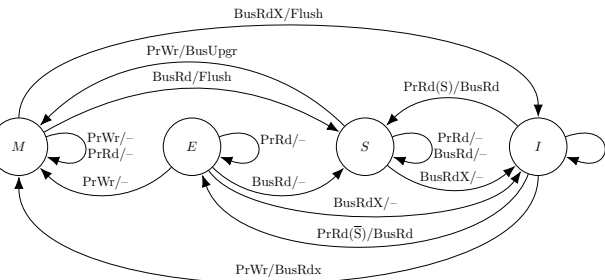 BusRdX/Flush
PrWr/BusUpgr
BusRd/Flush
PrRd(S)/BusRd
M
PrWr/–
PrRd/–
E
PrRd/–
S
PrRd/–
BusRd/–
I
PrWr/–
BusRd/–
BusRdX/–
BusRdX/–
PrRd(S̅)/BusRd
PrWr/BusRdx